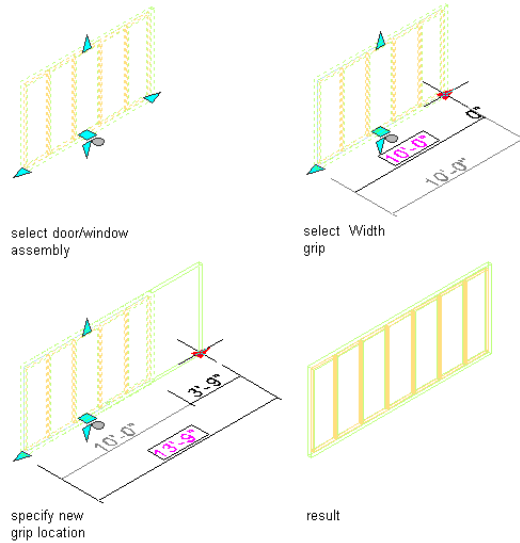 0"
10'-0"
10'-0"
select door/window
assembly
select Width
grip
3'-9"
10'-0"
13'-9"
specify new
grip location
result